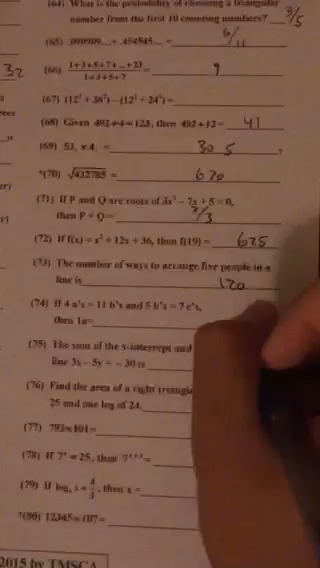 (64) What is the probability of choosing a triangular
number from the first 10 counting numbers? 3/5
(65) .090909... + .454545... = 6/11
32
(66) 1+3+5+7+...+23 / 1+3+5+7 = 9
(67) (12² + 36²) – (12² + 24²) =
(68) Given 492÷4 = 123, then 492÷12 = 41
(69) 53, × 4, = 30 5
*(70) √432785 = 620
(71) If P and Q are roots of 3x² – 7x + 5 = 0,
then P + Q = 7/3
(72) If f(x) = x² + 12x + 36, then f(19) = 625
(73) The number of ways to arrange five people in a
line is 120
(74) If 4 a's = 11 b's and 5 b's = 7 c's,
then 1a=
(75) The sum of the x-intercept and
line 3x – 5y = – 30 is
(76) Find the area of a right triangle
25 and one leg of 24.
(77) 792×101=
(78) If 7ˣ = 25, then 7
(79) If log x = 4/3, then x =
*(80) 12345×107=
2015 by TMSCA